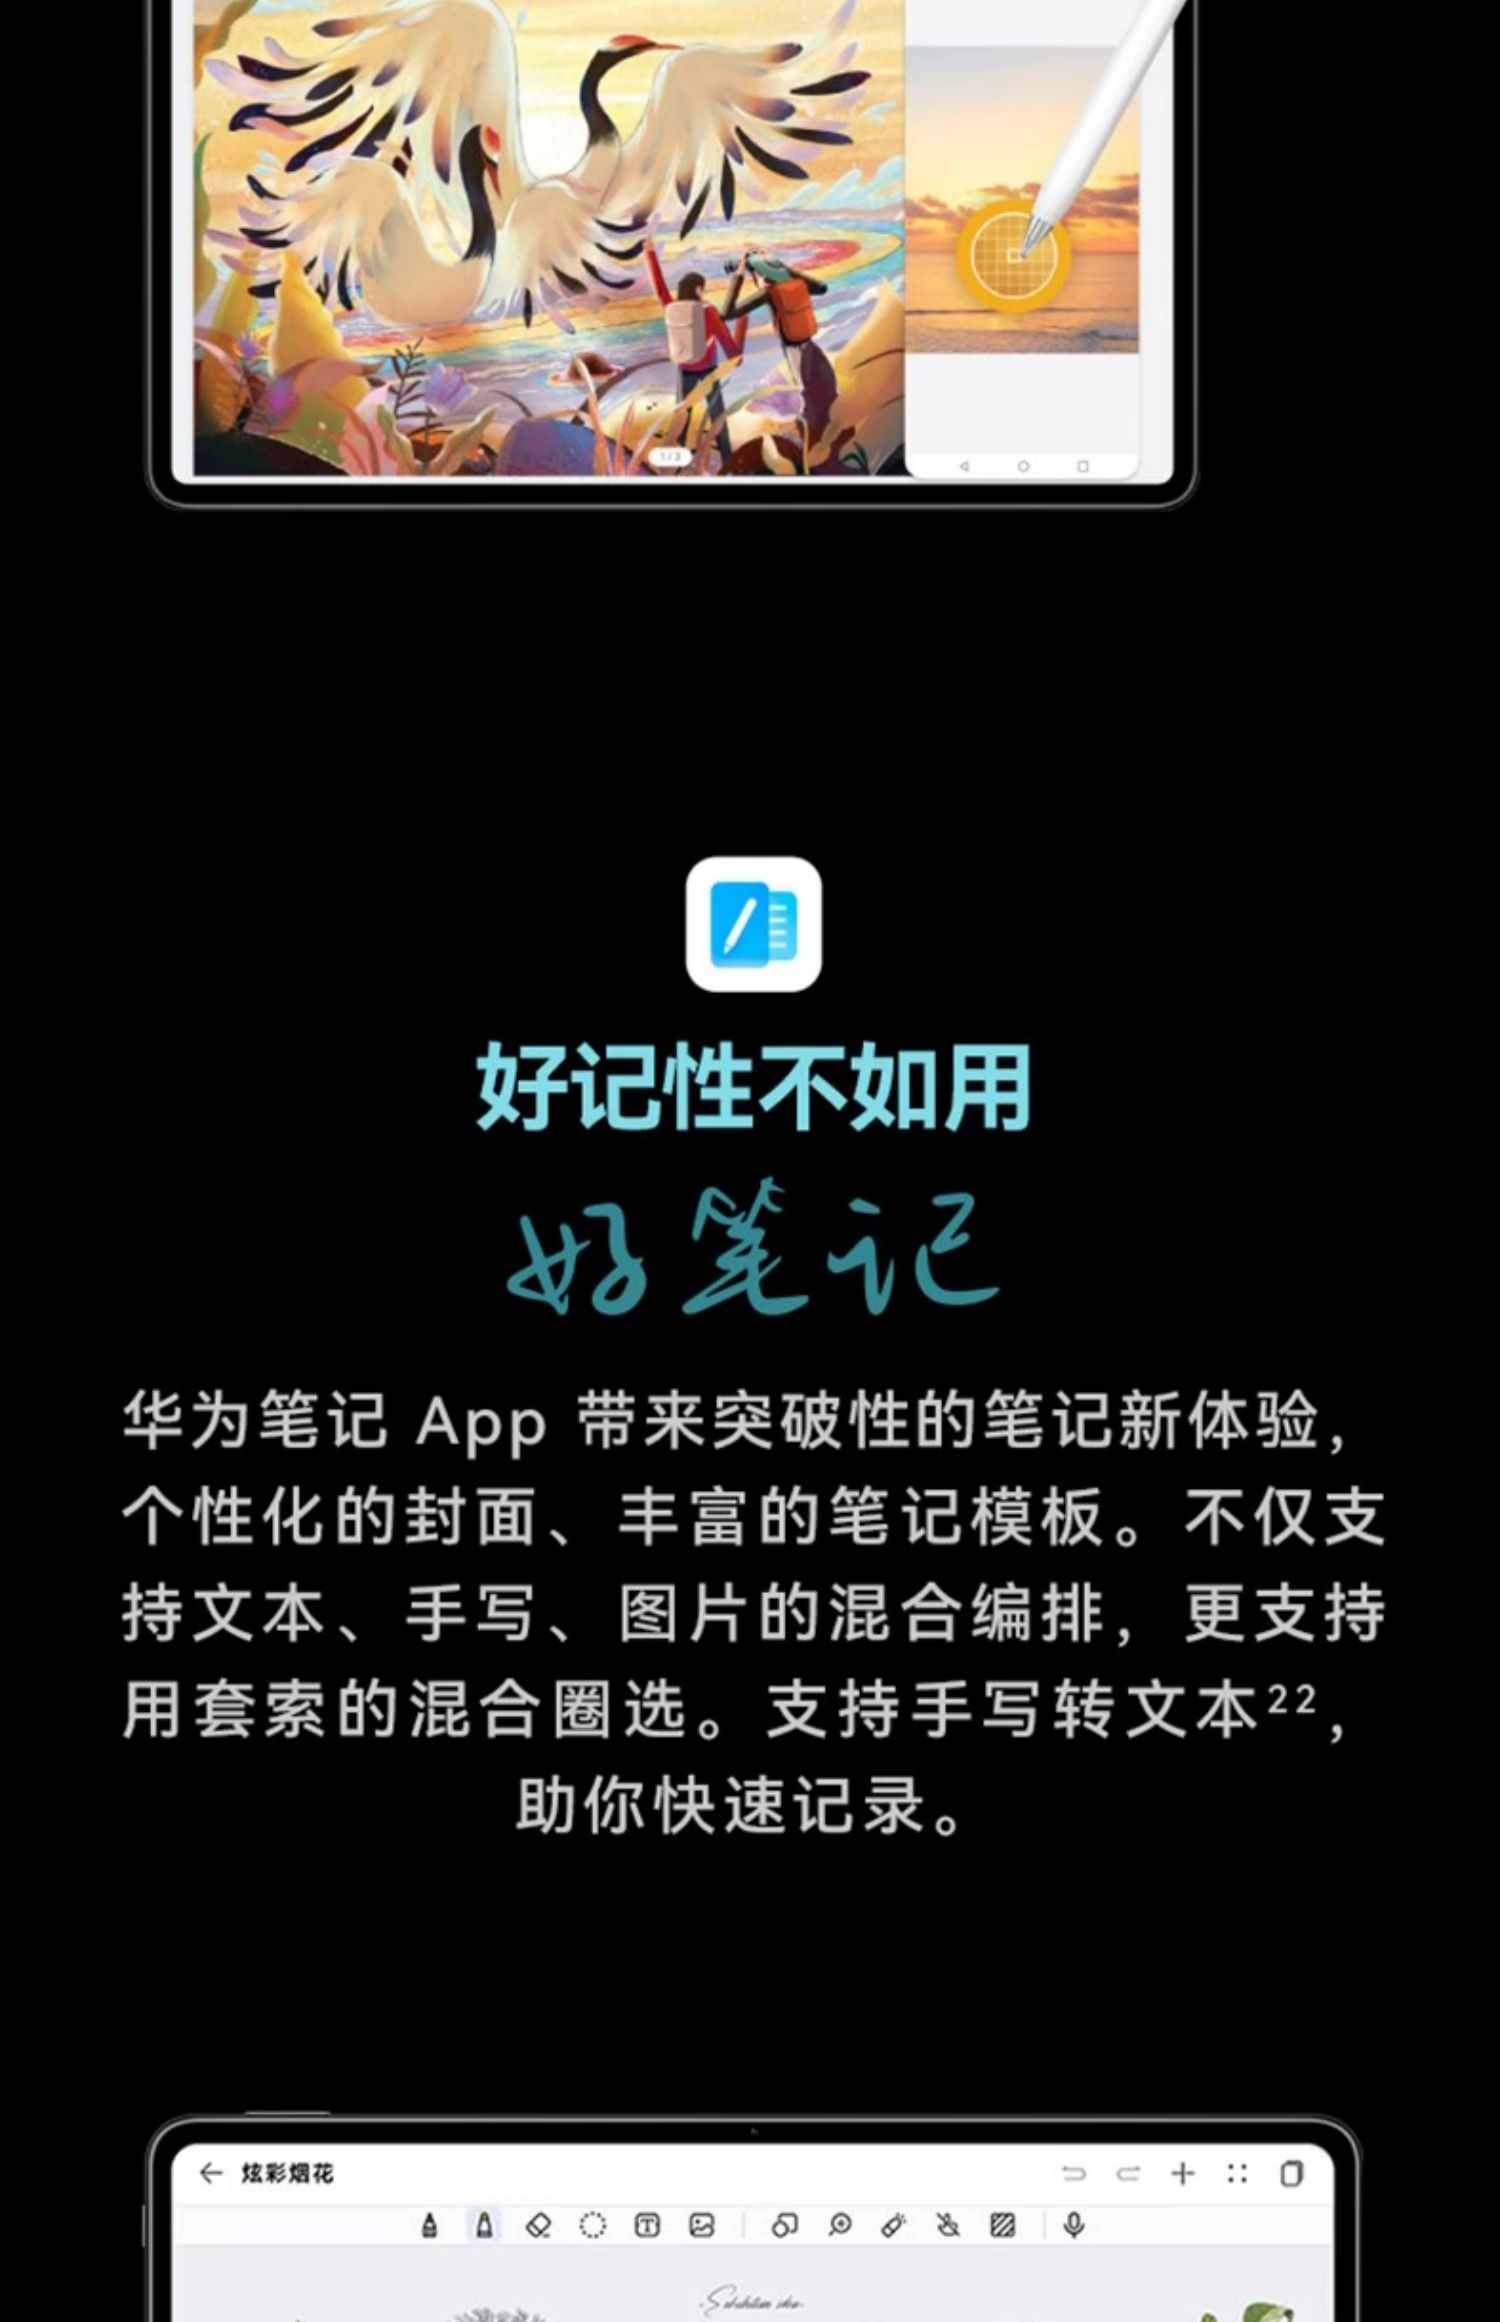 1/2
好记性不如用
好笔记
华为笔记 App 带来突破性的笔记新体验，
个性化的封面、丰富的笔记模板。不仅支
持文本、手写、图片的混合编排，更支持
用套索的混合圈选。支持手写转文本²²，
助你快速记录。
炫彩烟花